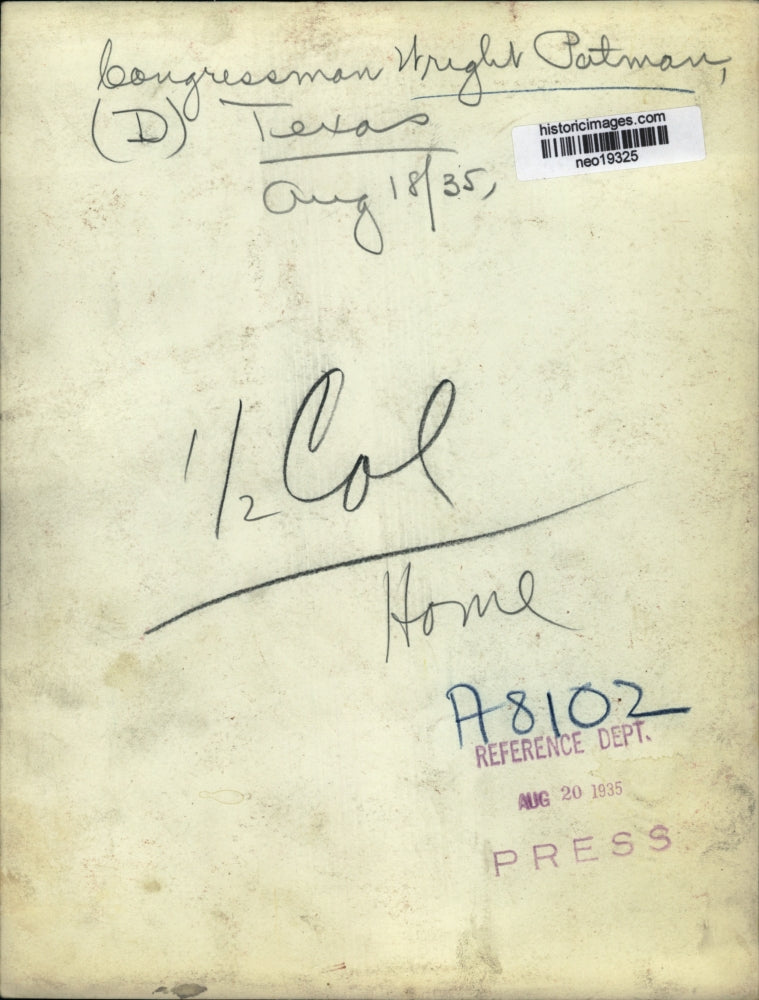 Congressman Wright Patman,
(D) Texas
Aug 18/35,
historicimages.com
neo19325
1/2 Col
Home
A8102
REFERENCE DEPT.
AUG 20 1935
PRESS